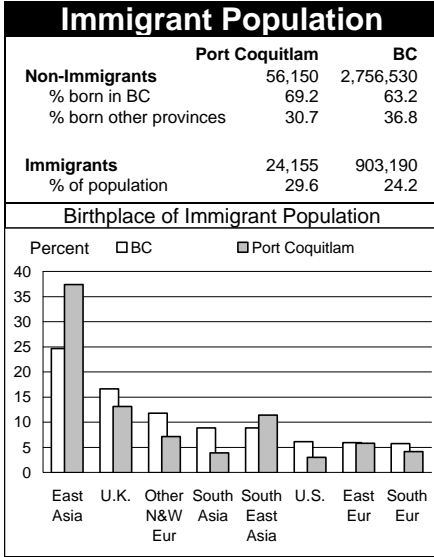 Immigrant Population
Port Coquitlam BC
Non-Immigrants 56,150 2,756,530
% born in BC 69.2 63.2
% born other provinces 30.7 36.8
Immigrants 24,155 903,190
% of population 29.6 24.2
Birthplace of Immigrant Population
Percent BC Port Coquitlam
40
35
30
25
20
15
10
5
0
East U.K. Other South South U.S. East South
Asia N&W Asia East Eur Eur
Eur Asia